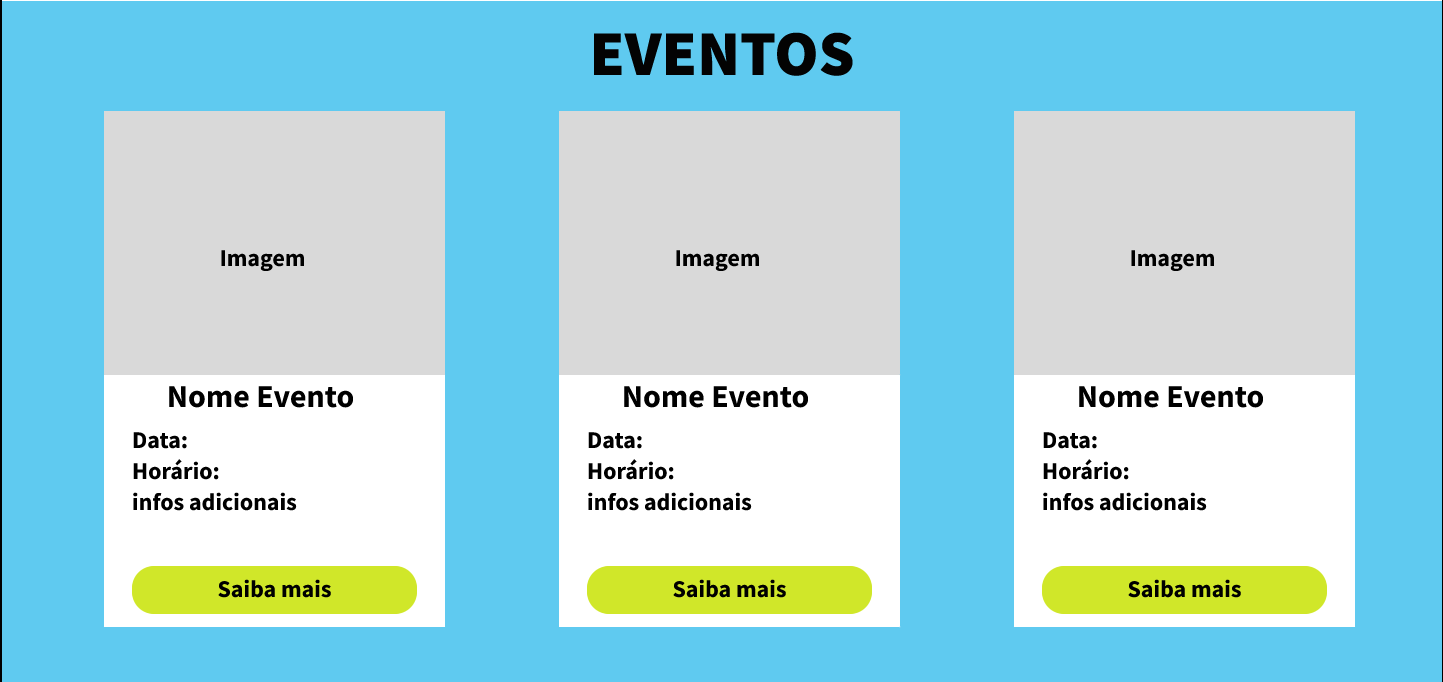 EVENTOS
Imagem
Nome Evento
Data:
Horário:
infos adicionais
Saiba mais
Imagem
Nome Evento
Data:
Horário:
infos adicionais
Saiba mais
Imagem
Nome Evento
Data:
Horário:
infos adicionais
Saiba mais